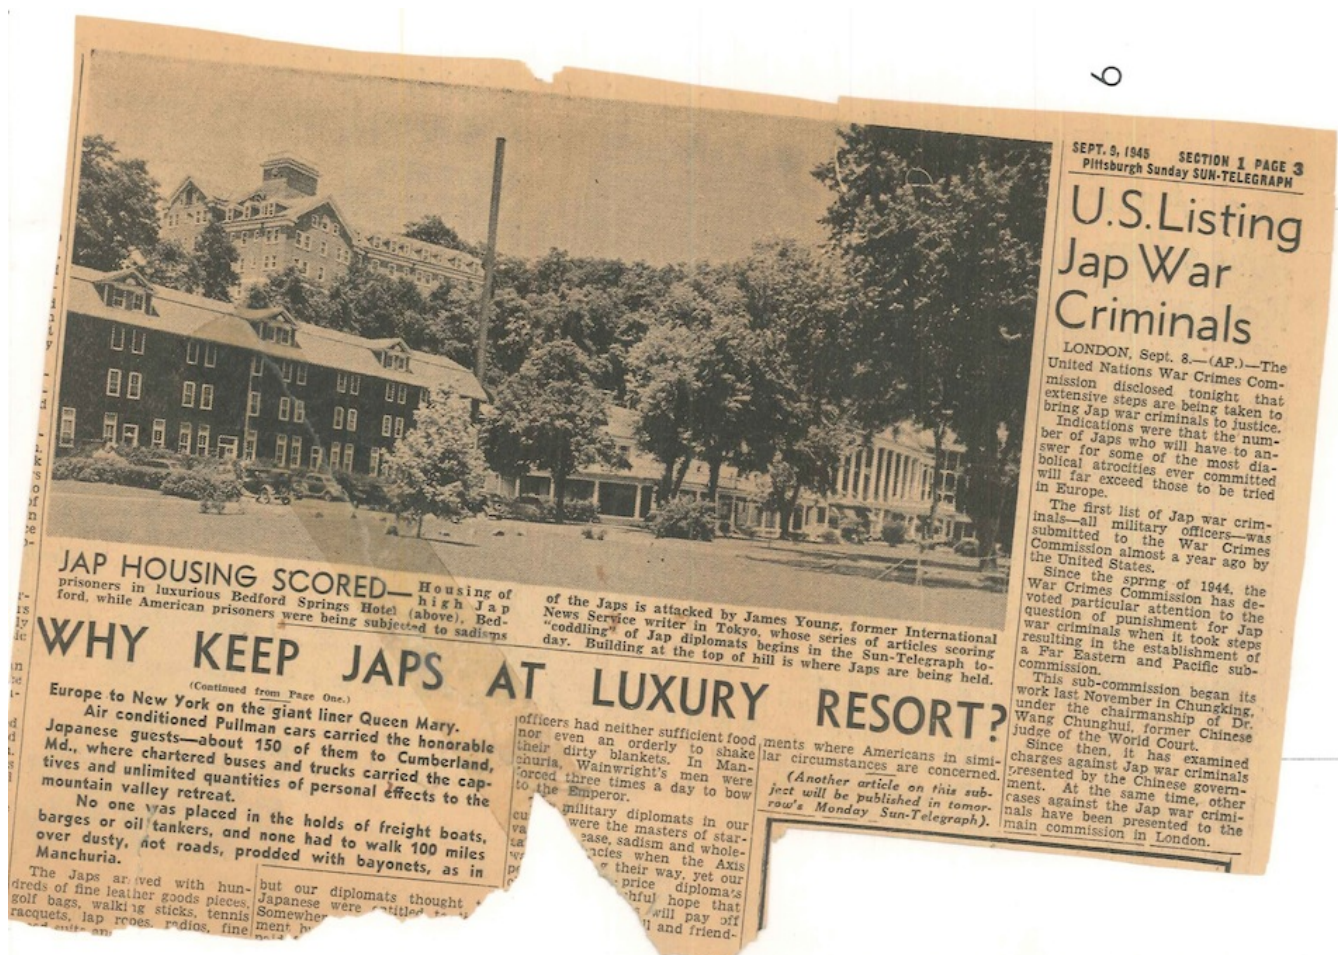 6
SEPT. 9, 1945 SECTION 1 PAGE 3
Pittsburgh Sunday SUN-TELEGRAPH
U.S. Listing
Jap War
Criminals
LONDON, Sept. 8.—(AP.)—The
United Nations War Crimes Com-
mission disclosed tonight that
extensive steps are being taken to
bring Jap war criminals to justice.
Indications were that the num-
ber of Japs who will have to an-
swer for some of the most dia-
bolical atrocities ever committed
will far exceed those to be tried
in Europe.
The first list of Jap war crim-
inals—all military officers—was
submitted to the War Crimes
Commission almost a year ago by
the United States.
Since the spring of 1944, the
War Crimes Commission has de-
voted particular attention to the
question of punishment for Jap
war criminals when it took steps
resulting in the establishment of
a Far Eastern and Pacific sub-
commission.
This sub-commission began its
work last November in Chungking,
under the chairmanship of Dr.
Wang Chunghui, former Chinese
judge of the World Court.
Since then, it has examined
charges against Jap war criminals
presented by the Chinese govern-
ment. At the same time, other
cases against the Jap war crimi-
nals have been presented to the
main commission in London.
JAP HOUSING SCORED—Housing of
high Jap
prisoners in luxurious Bedford Springs Hotel (above), Bed-
ford, while American prisoners were being subjected to sadisms
of the Japs is attacked by James Young, former International
News Service writer in Tokyo, whose series of articles scoring
"coddling" of Jap diplomats begins in the Sun-Telegraph to-
day. Building at the top of hill is where Japs are being held.
WHY KEEP JAPS AT LUXURY RESORT?
(Continued from Page One.)
Europe to New York on the giant liner Queen Mary.
Air conditioned Pullman cars carried the honorable
Japanese guests—about 150 of them to Cumberland,
Md., where chartered buses and trucks carried the cap-
tives and unlimited quantities of personal effects to the
mountain valley retreat.
No one was placed in the holds of freight boats,
barges or oil tankers, and none had to walk 100 miles
over dusty, hot roads, prodded with bayonets, as in
Manchuria.
The Japs arrived with hun-
dreds of fine leather goods pieces,
golf bags, walking sticks, tennis
racquets, lap robes, radios, fine
but our diplomats thought
Japanese were entitled to
Somewhere
ment
officers had neither sufficient food
nor even an orderly to shake
their dirty blankets. In Man-
churia, Wainwright's men were
forced three times a day to bow
to the Emperor.
military diplomats in our
were the masters of star-
sadism and whole-
when the Axis
their way, yet our
price diplomats
hope that
will pay off
and friend-
ments where Americans in simi-
lar circumstances are concerned.
(Another article on this sub-
ject will be published in tomor-
row's Monday Sun-Telegraph).